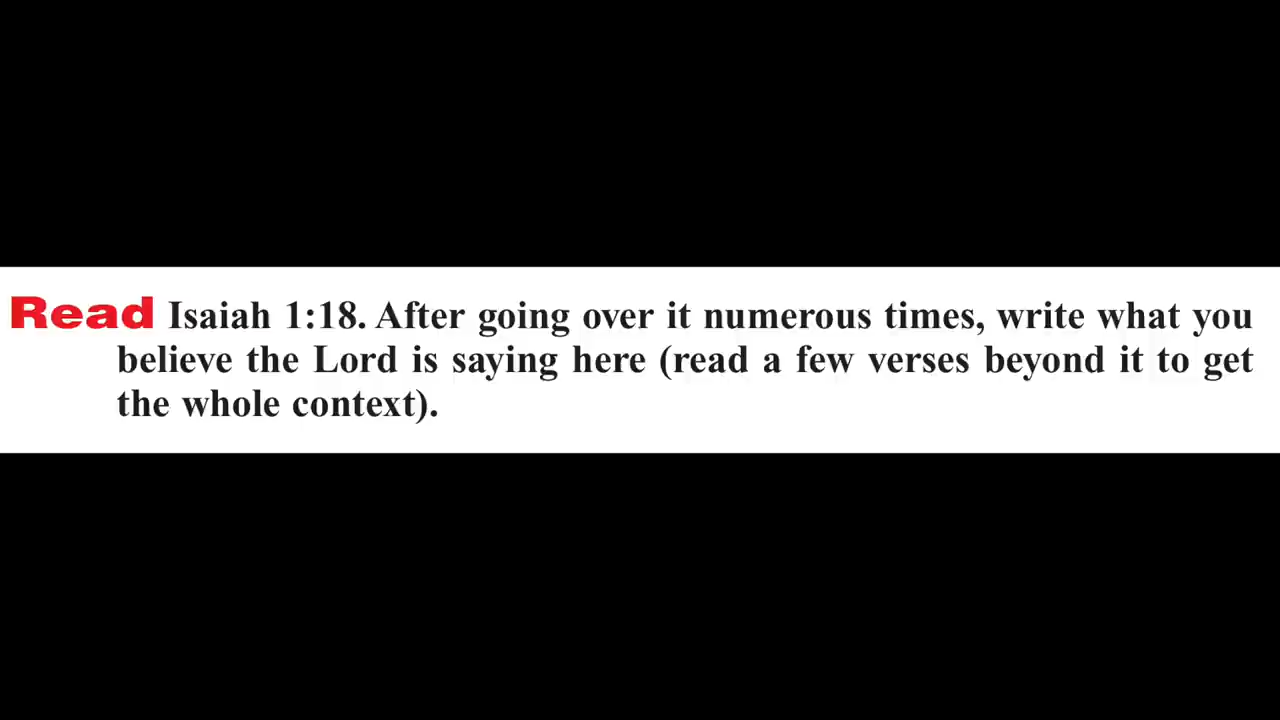 Read Isaiah 1:18. After going over it numerous times, write what you
believe the Lord is saying here (read a few verses beyond it to get
the whole context).